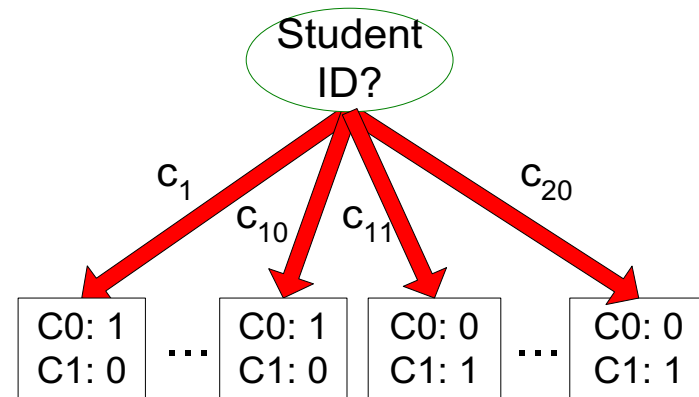 Student
ID?
c₁
c₁₀
c₁₁
c₂₀
C0: 1
C1: 0
...
C0: 1
C1: 0
C0: 0
C1: 1
...
C0: 0
C1: 1